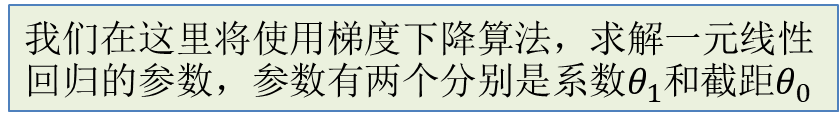 我们在这里将使用梯度下降算法，求解一元线性
回归的参数，参数有两个分别是系数θ₁和截距θ₀